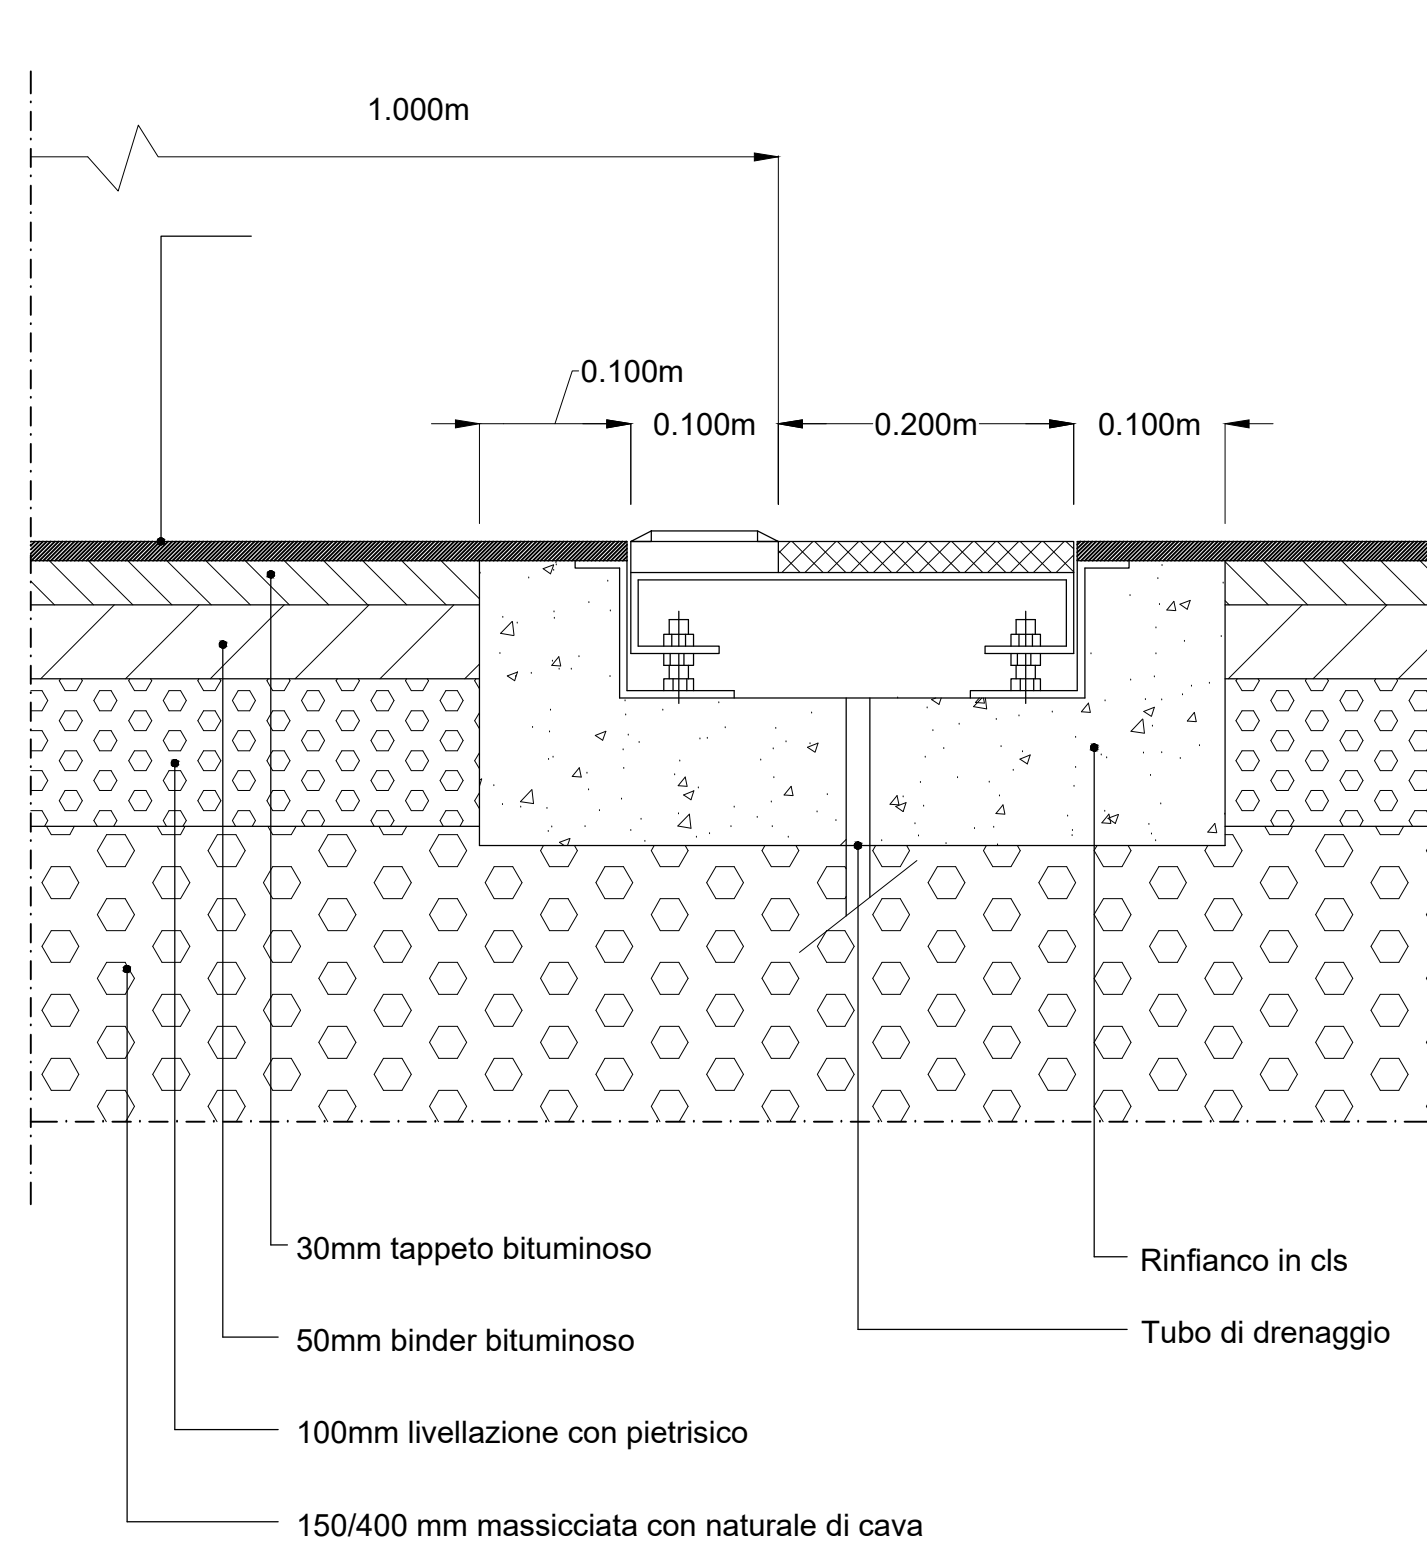 1.000m
0.100m
0.100m
0.200m
0.100m
30mm tappeto bituminoso
Rinfianco in cls
Tubo di drenaggio
50mm binder bituminoso
100mm livellazione con pietrisico
150/400 mm massicciata con naturale di cava